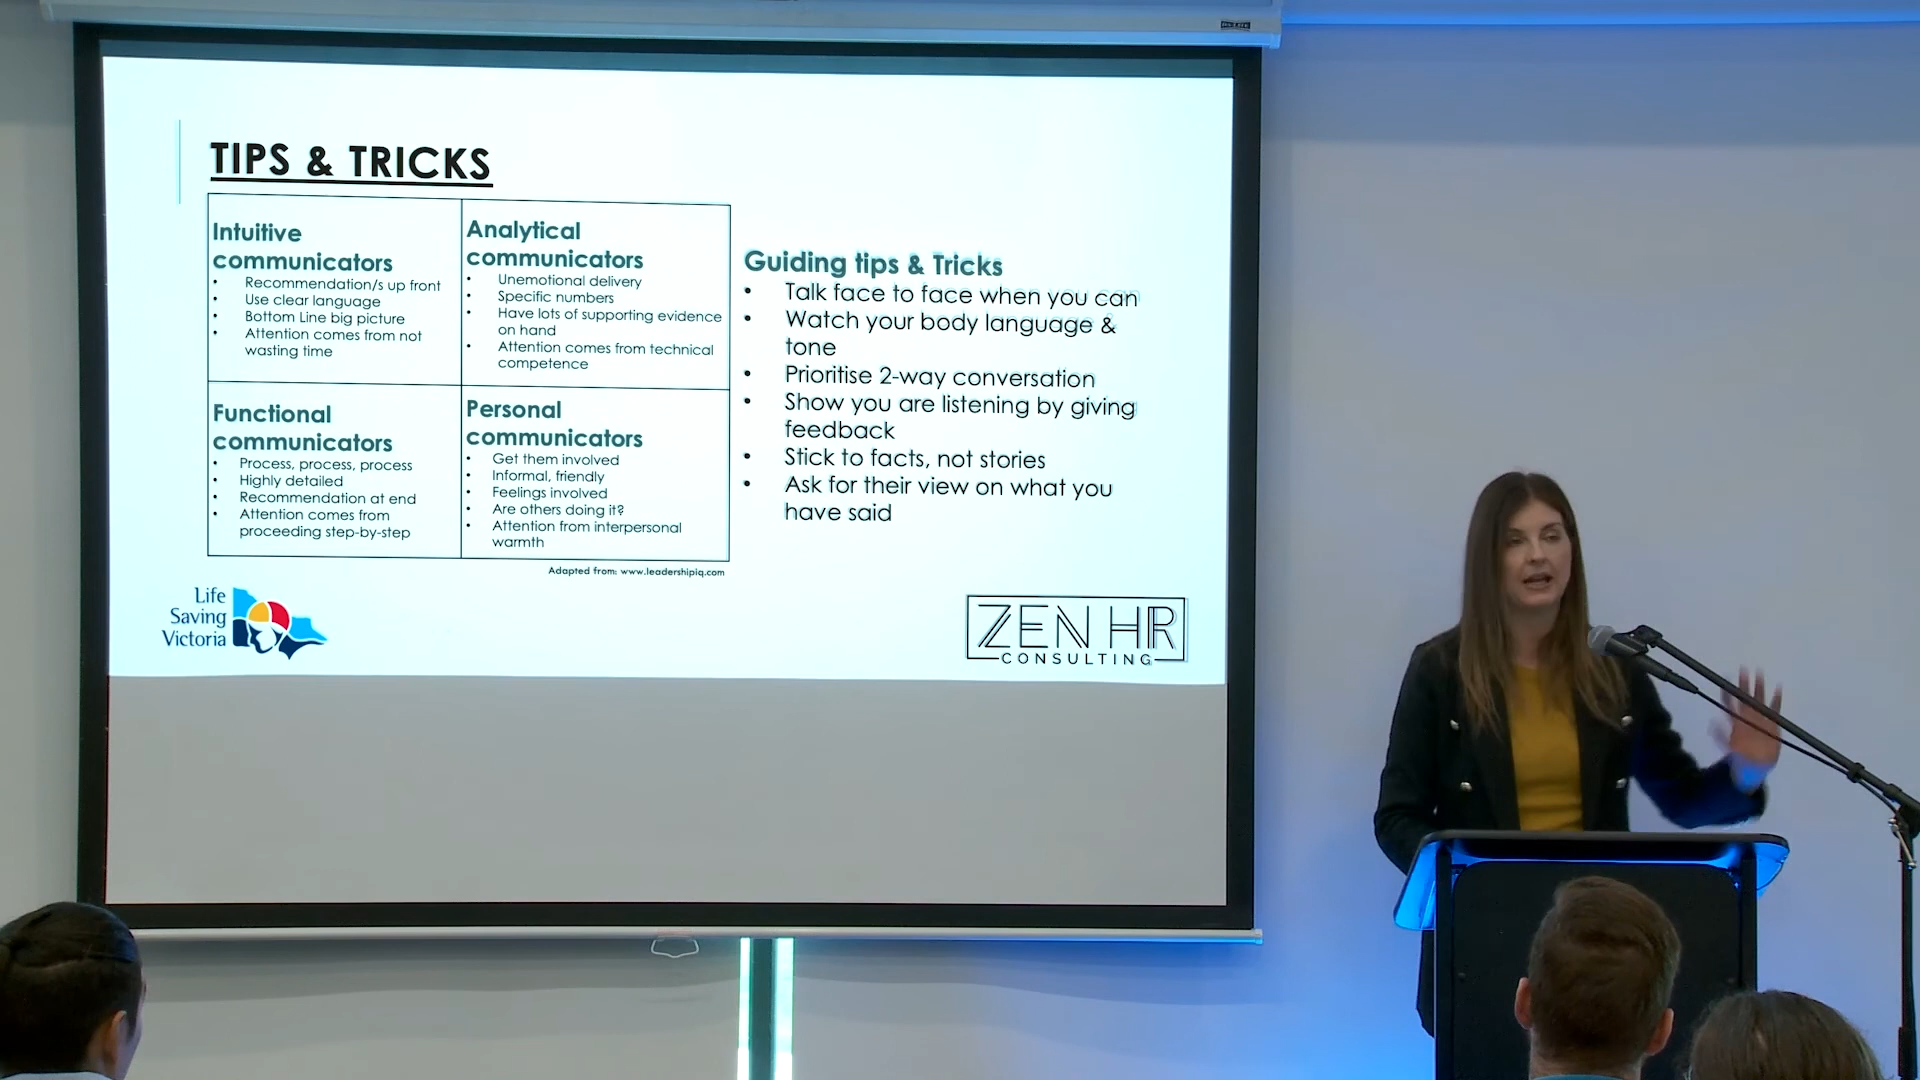 TIPS & TRICKS
Intuitive
communicators
• Recommendation/s up front
• Use clear language
• Bottom Line big picture
• Attention comes from not
wasting time
Analytical
communicators
• Unemotional delivery
• Specific numbers
• Have lots of supporting evidence
on hand
• Attention comes from technical
competence
Functional
communicators
• Process, process, process
• Highly detailed
• Recommendation at end
• Attention comes from
proceeding step-by-step
Personal
communicators
• Get them involved
• Informal, friendly
• Feelings involved
• Are others doing it?
• Attention from interpersonal
warmth
Adapted from: www.leadershipiq.com
Guiding tips & Tricks
• Talk face to face when you can
• Watch your body language &
tone
• Prioritise 2-way conversation
• Show you are listening by giving
feedback
• Stick to facts, not stories
• Ask for their view on what you
have said
Life
Saving
Victoria
ZEN HR
CONSULTING